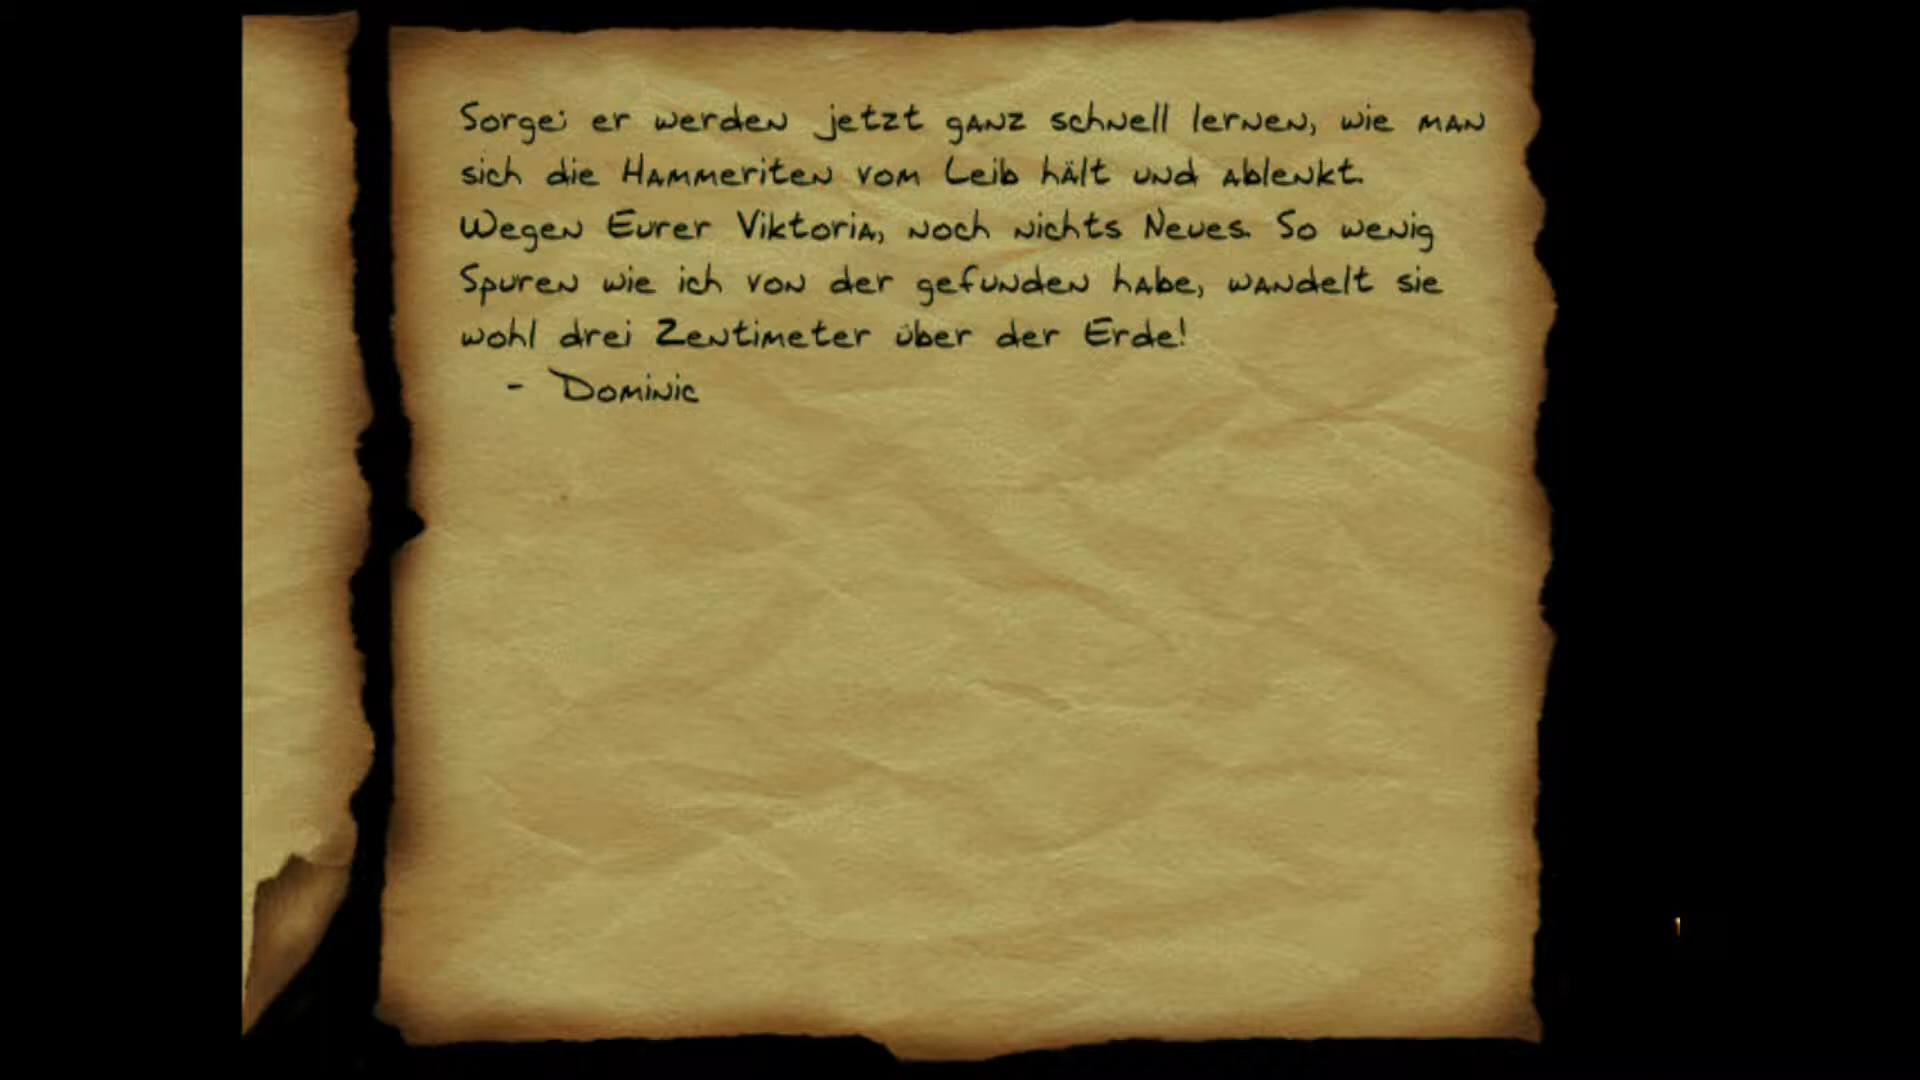 Sorge; er werden jetzt ganz schnell lernen, wie man
sich die Hammeriten vom Leib hält und ablenkt.
Wegen Eurer Viktoria, noch nichts Neues. So wenig
Spuren wie ich von der gefunden habe, wandelt sie
wohl drei Zentimeter über der Erde!
- Dominic